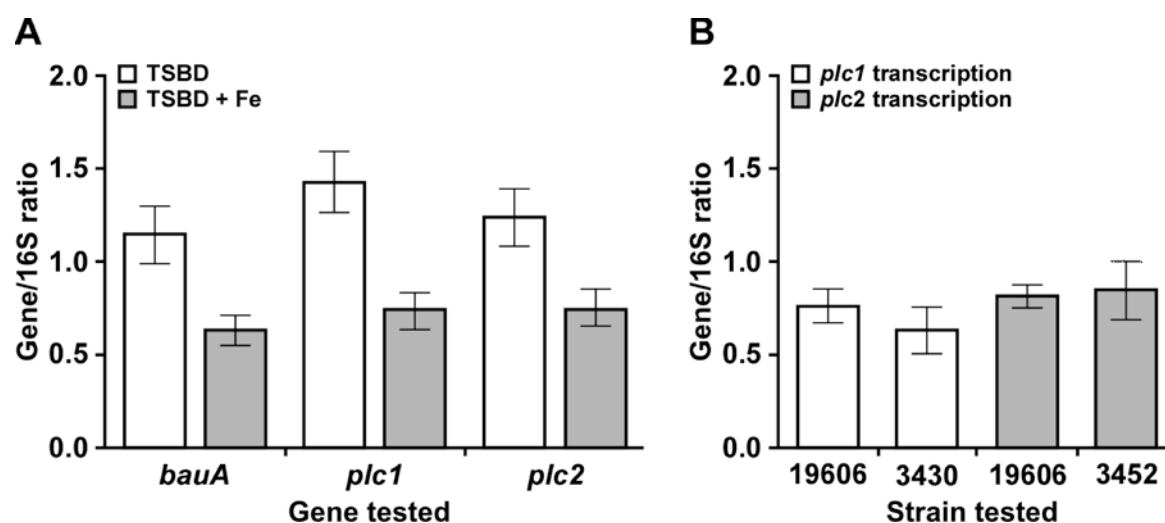 A
TSBD
TSBD + Fe
Gene/16S ratio
2.0
1.5
1.0
0.5
0.0
bauA plc1 plc2
Gene tested
B
plc1 transcription
plc2 transcription
Gene/16S ratio
2.0
1.5
1.0
0.5
0.0
19606 3430 19606 3452
Strain tested